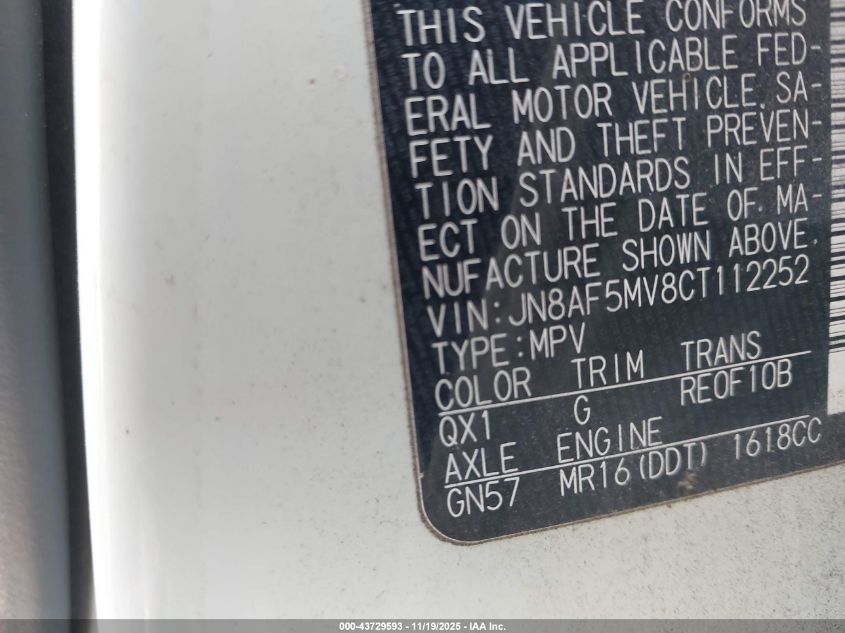 THIS VEHICLE CONFORMS
TO ALL APPLICABLE FED-
ERAL MOTOR VEHICLE SA-
FETY AND THEFT PREVEN-
TION STANDARDS IN EFF-
ECT ON THE DATE OF MA-
NUFACTURE SHOWN ABOVE.
VIN:JN8AF5MV8CT112252
TYPE:MPV
COLOR TRIM TRANS
QX1 G RE0F10B
AXLE ENGINE
GN57 MR16(DDT) 1618CC
000-43729593 - 11/19/2025 - IAA Inc.